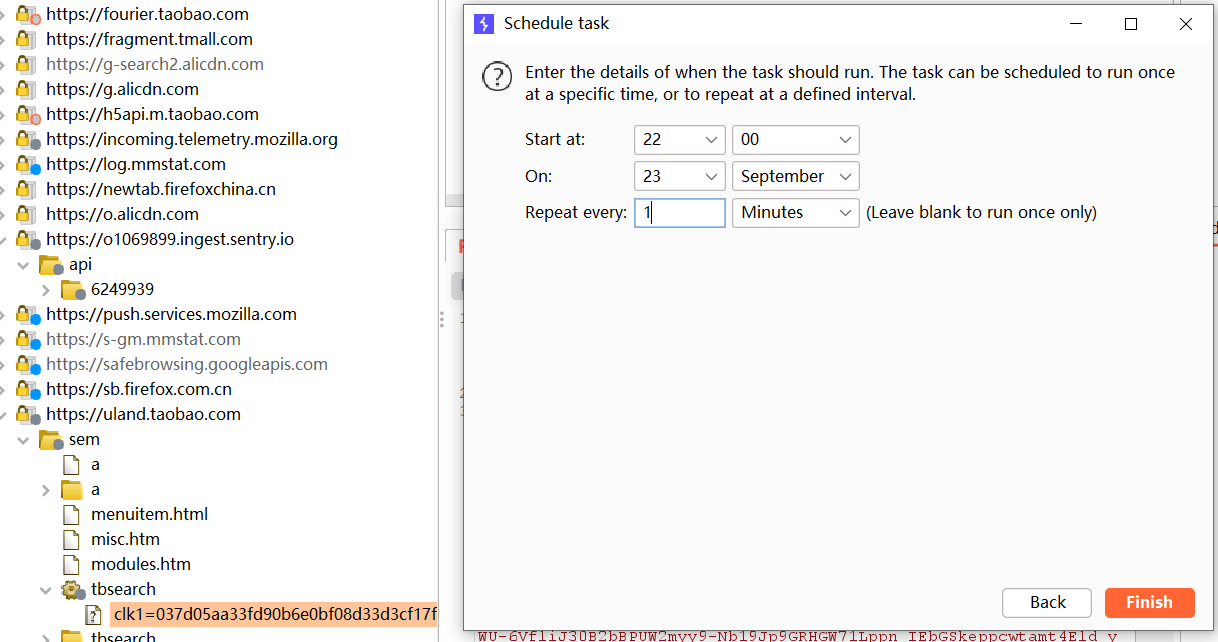 https://fourier.taobao.com
https://fragment.tmall.com
https://g-search2.alicdn.com
https://g.alicdn.com
https://h5api.m.taobao.com
https://incoming.telemetry.mozilla.org
https://log.mmstat.com
https://newtab.firefoxchina.cn
https://o.alicdn.com
https://o1069899.ingest.sentry.io
api
6249939
https://push.services.mozilla.com
https://s-gm.mmstat.com
https://safebrowsing.googleapis.com
https://sb.firefox.com.cn
https://uland.taobao.com
sem
a
a
menuitem.html
misc.htm
modules.htm
tbsearch
clk1=037d05aa33fd90b6e0bf08d33d3cf17f
tbsearch
Schedule task
Enter the details of when the task should run. The task can be scheduled to run once
at a specific time, or to repeat at a defined interval.
Start at: 22 00
On: 23 September
Repeat every: 1 Minutes (Leave blank to run once only)
Back Finish